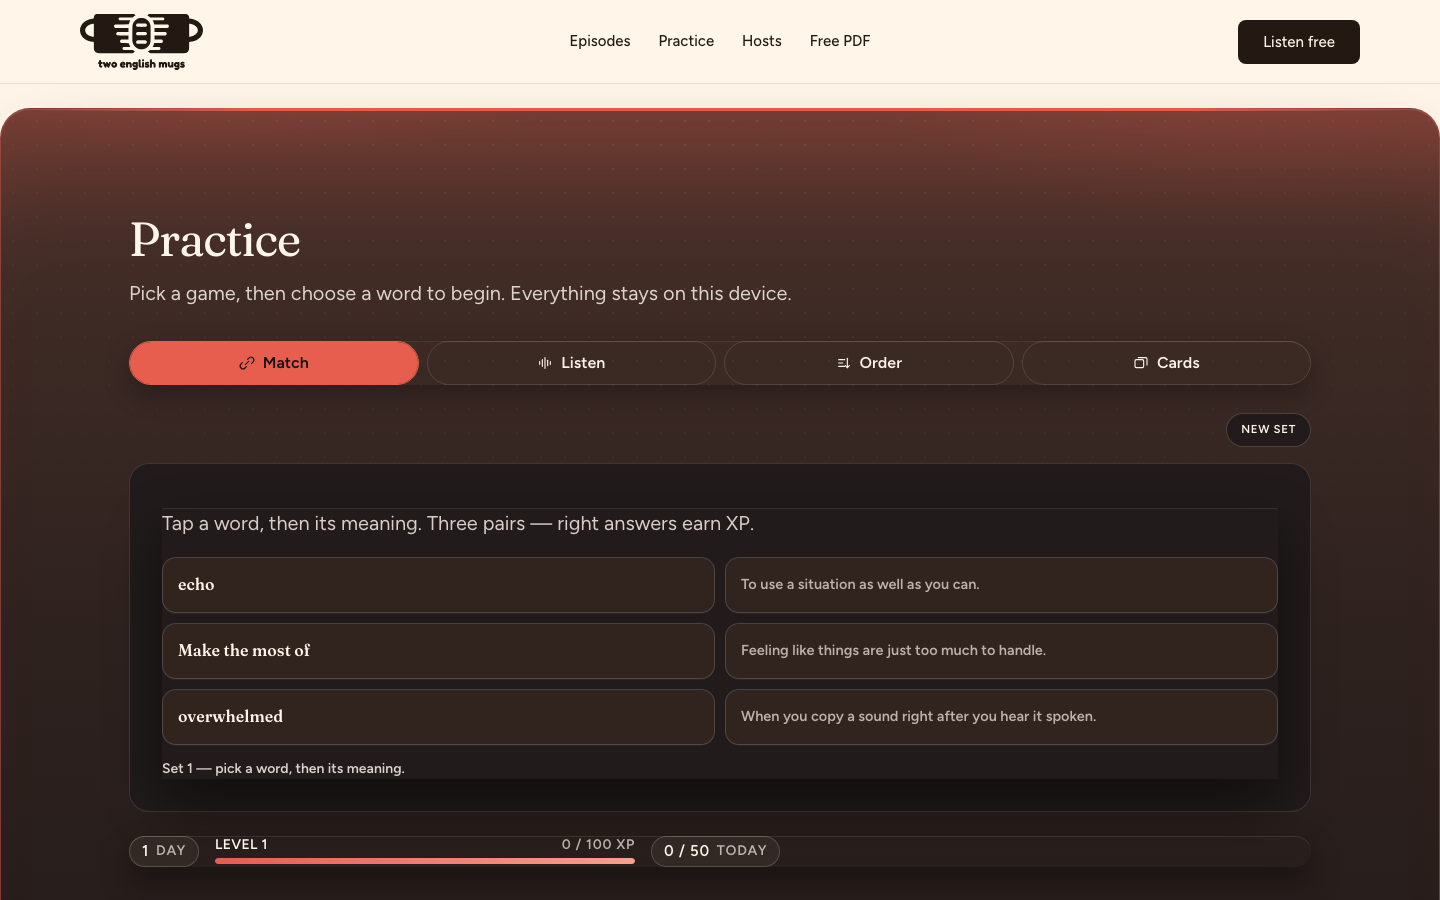 two english mugs
Episodes
Practice
Hosts
Free PDF
Listen free
Practice
Pick a game, then choose a word to begin. Everything stays on this device.
Match
Listen
Order
Cards
NEW SET
Tap a word, then its meaning. Three pairs — right answers earn XP.
echo
To use a situation as well as you can.
Make the most of
Feeling like things are just too much to handle.
overwhelmed
When you copy a sound right after you hear it spoken.
Set 1 — pick a word, then its meaning.
1 DAY
LEVEL 1
0 / 100 XP
0 / 50 TODAY